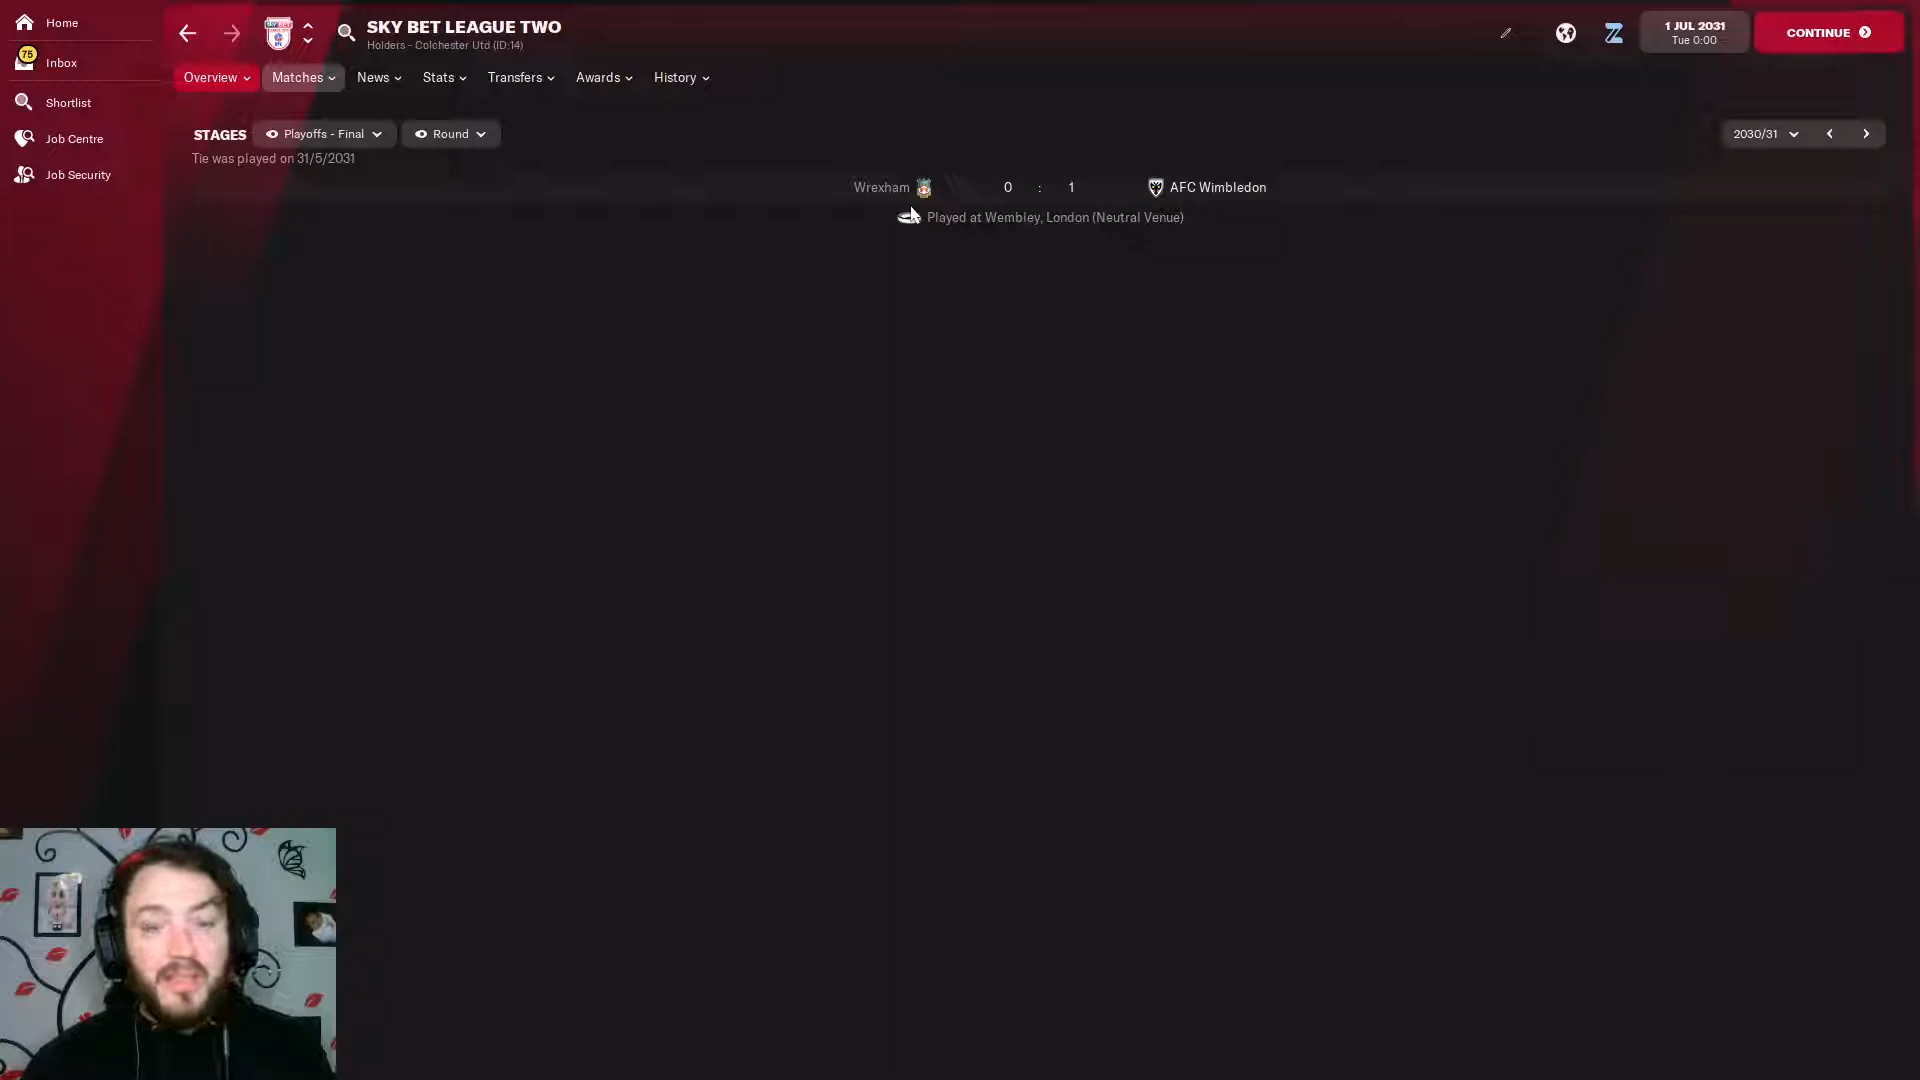 Home
75
Inbox
Shortlist
Job Centre
Job Security
SKY BET LEAGUE TWO
Holders - Colchester Utd (ID:14)
1 JUL 2031
Tue 0:00
CONTINUE
Overview
Matches
News
Stats
Transfers
Awards
History
STAGES
Playoffs - Final
Round
2030/31
Tie was played on 31/5/2031
Wrexham 0 : 1 AFC Wimbledon
Played at Wembley, London (Neutral Venue)